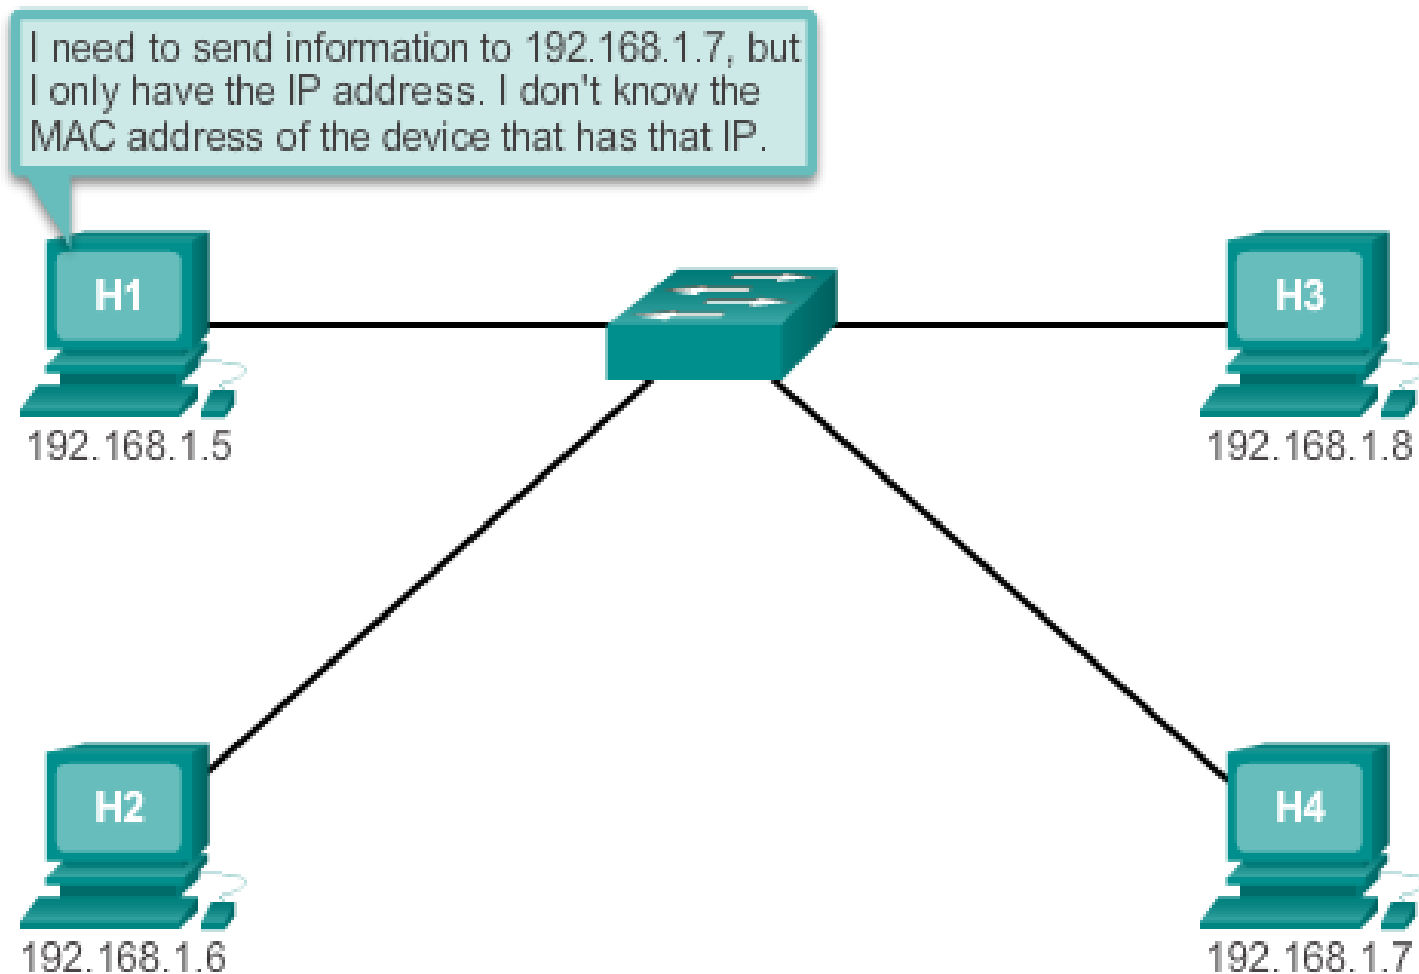 I need to send information to 192.168.1.7, but
I only have the IP address. I don't know the
MAC address of the device that has that IP.
H1
H3
192.168.1.5
192.168.1.8
H2
H4
192.168.1.6
192.168.1.7